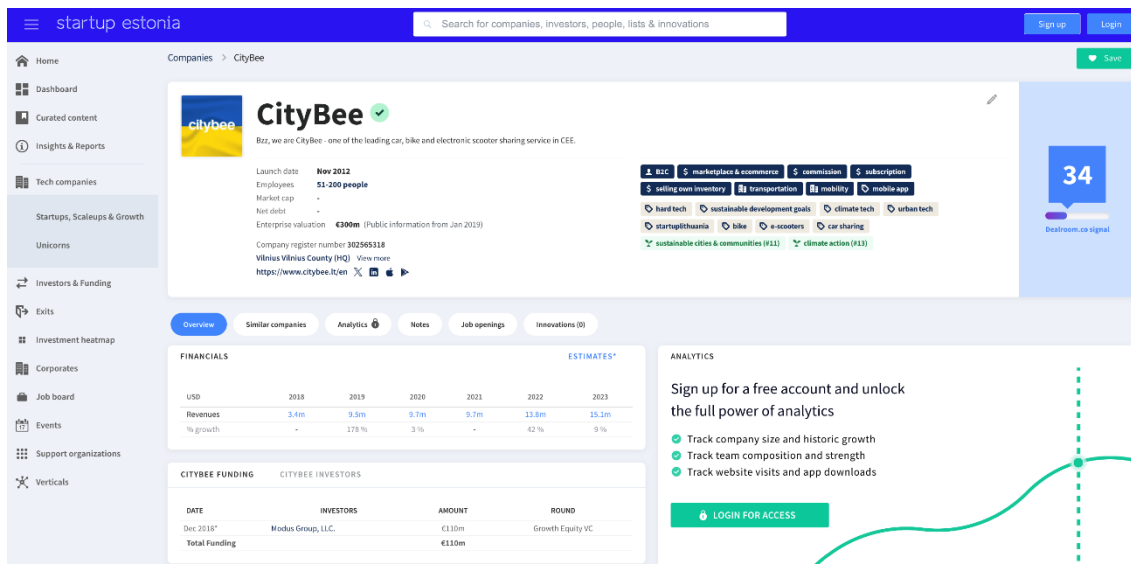 startup estonia
Search for companies, investors, people, lists & innovations
Sign up
Login
Home
Dashboard
Curated content
Insights & Reports
Tech companies
Startups, Scaleups & Growth
Unicorns
Investors & Funding
Exits
Investment heatmap
Corporates
Job board
17
Events
Support organizations
Verticals
Companies > CityBee
Save
citybee
CityBee
Bzz, we are CityBee - one of the leading car, bike and electronic scooter sharing service in CEE.
Launch date Nov 2012
Employees 51-200 people
Market cap -
Net debt -
Enterprise valuation €300m (Public information from Jan 2019)
Company register number 302565318
Vilnius Vilnius County (HQ) View more
https://www.citybee.lt/en
B2C $ marketplace & ecommerce $ commission $ subscription
$ selling own inventory transportation mobility mobile app
hard tech sustainable development goals climate tech urban tech
startuplithuania bike e-scooters car sharing
sustainable cities & communities (#11) climate action (#13)
34
Dealroom.co signal
Overview Similar companies Analytics Notes Job openings Innovations (0)
FINANCIALS ESTIMATES*
USD 2018 2019 2020 2021 2022 2023
Revenues 3.4m 9.5m 9.7m 9.7m 13.8m 15.1m
% growth - 178 % 3 % - 42 % 9 %
CITYBEE FUNDING CITYBEE INVESTORS
DATE INVESTORS AMOUNT ROUND
Dec 2018* Modus Group, LLC. €110m Growth Equity VC
Total Funding €110m
ANALYTICS
Sign up for a free account and unlock
the full power of analytics
Track company size and historic growth
Track team composition and strength
Track website visits and app downloads
LOGIN FOR ACCESS